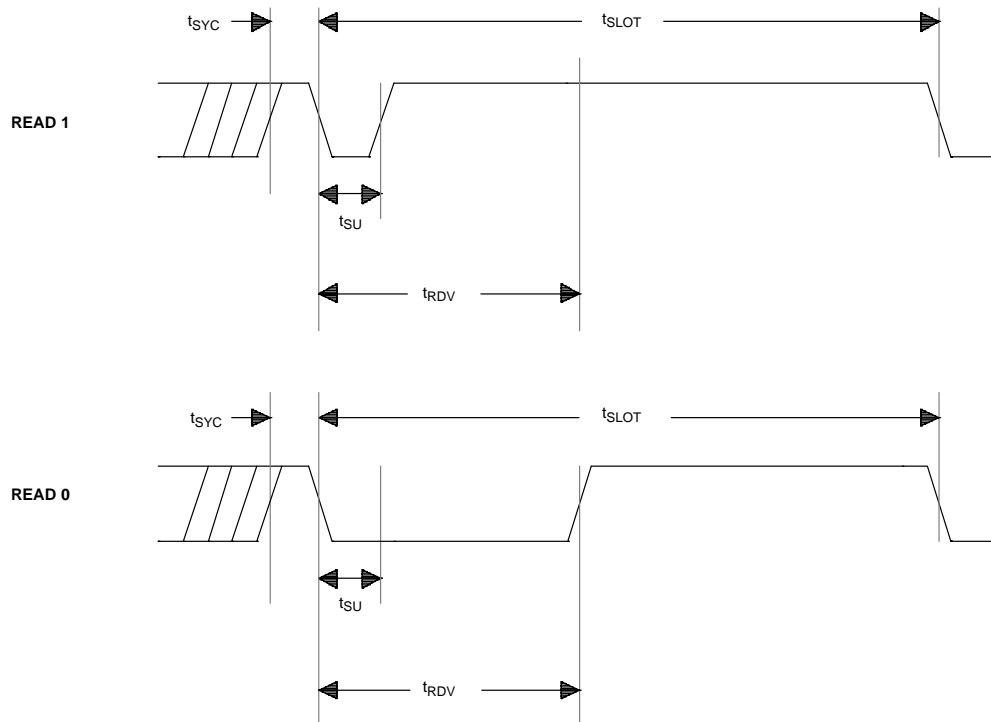 tSYC
tSLOT
READ 1
tSU
tRDV
tSYC
tSLOT
READ 0
tSU
tRDV